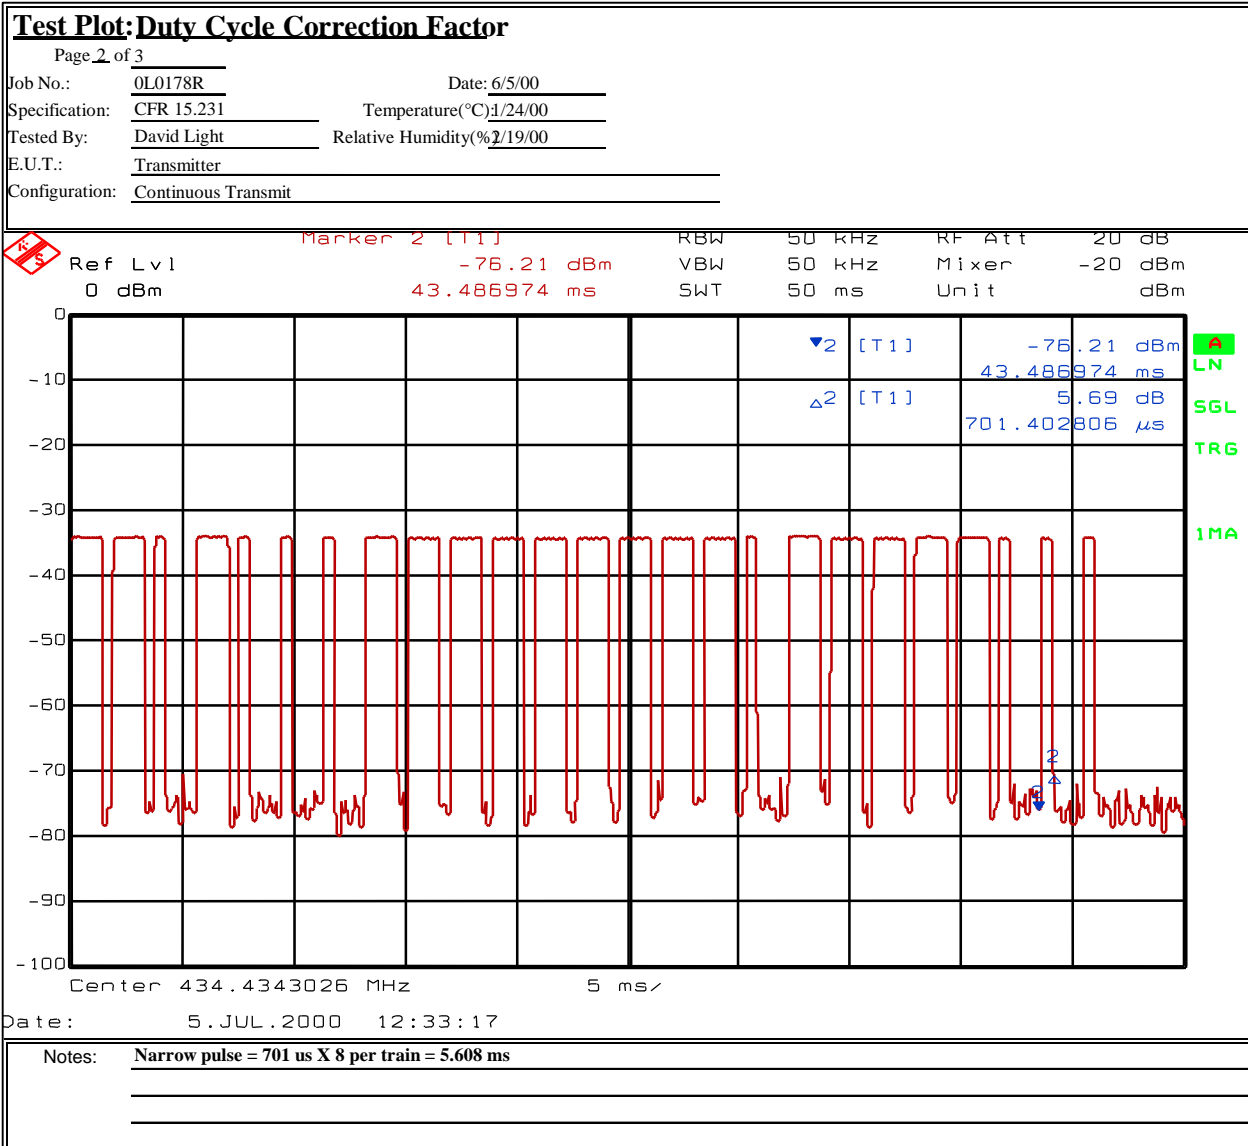 Test Plot: Duty Cycle Correction Factor
Page 2 of 3
Job No.: 0L0178R Date: 6/5/00
Specification: CFR 15.231 Temperature(°C): 1/24/00
Tested By: David Light Relative Humidity(%) 2/19/00
E.U.T.: Transmitter
Configuration: Continuous Transmit
R S
Marker 2 [T1] RBW 50 kHz RF Att 20 dB
Ref Lvl -76.21 dBm VBW 50 kHz Mixer -20 dBm
0 dBm 43.486974 ms SWT 50 ms Unit dBm
0
▼2 [T1] -76.21 dBm A
43.486974 ms LN
-10
△2 [T1] 5.69 dB SGL
701.402806 µs
-20
TRG
-30
1MA
-40
-50
-60
2
-70
2
-80
-90
-100
Center 434.4343026 MHz 5 ms/
Date: 5.JUL.2000 12:33:17
Notes: Narrow pulse = 701 us X 8 per train = 5.608 ms